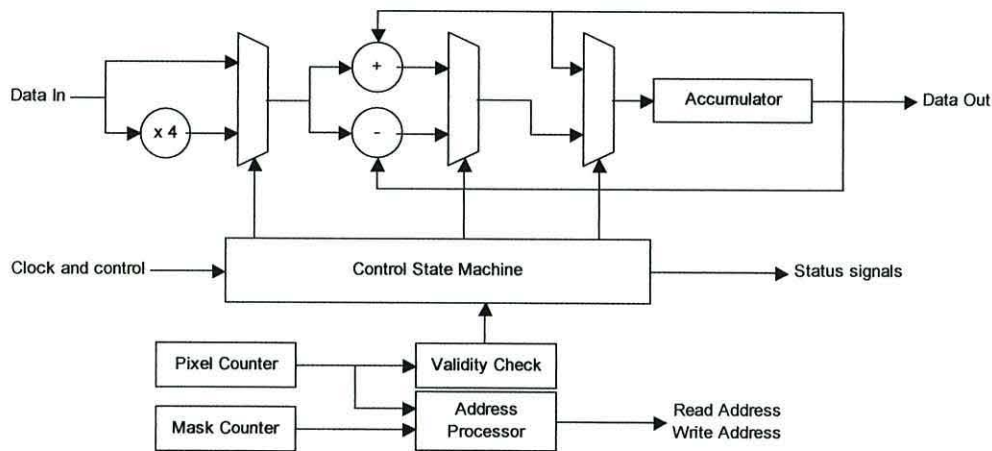 +
Data In
Accumulator
Data Out
x 4
-
Clock and control
Control State Machine
Status signals
Pixel Counter
Validity Check
Mask Counter
Address
Processor
Read Address
Write Address